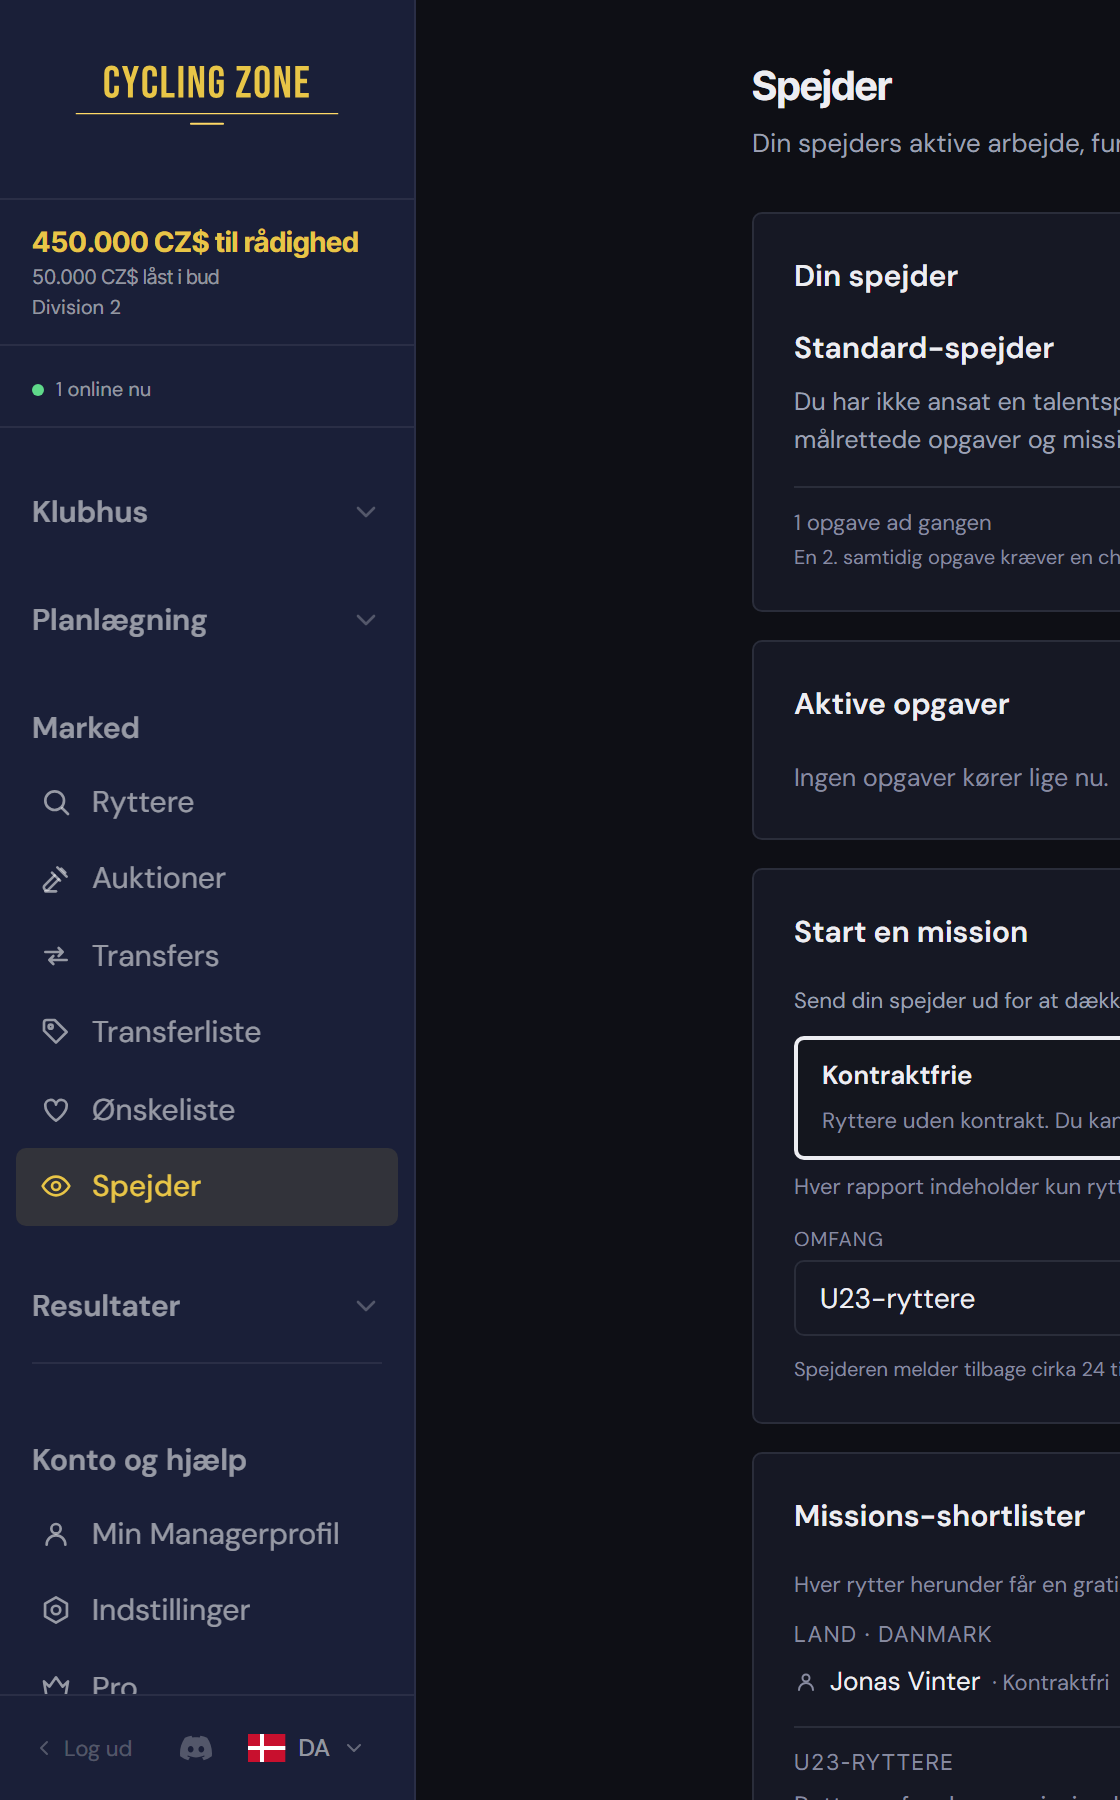 CYCLING ZONE
450.000 CZ$ til rådighed
50.000 CZ$ låst i bud
Division 2
1 online nu
Klubhus
Planlægning
Marked
Ryttere
Auktioner
Transfers
Transferliste
Ønskeliste
Spejder
Resultater
Konto og hjælp
Min Managerprofil
Indstillinger
Pro
Log ud
DA
Spejder
Din spejders aktive arbejde,
Din spejder
Standard-spejder
Du har ikke ansat en
målrettede opgaver og
1 opgave ad gangen
En 2. samtidig opgave kræver en
Aktive opgaver
Ingen opgaver kører lige nu.
Start en mission
Send din spejder ud for at
Kontraktfrie
Ryttere uden kontrakt. Du
Hver rapport indeholder kun
OMFANG
U23-ryttere
Spejderen melder tilbage cirka 24
Missions-shortlister
Hver rytter herunder får en
LAND · DANMARK
Jonas Vinter · Kontraktfri
U23-RYTTERE